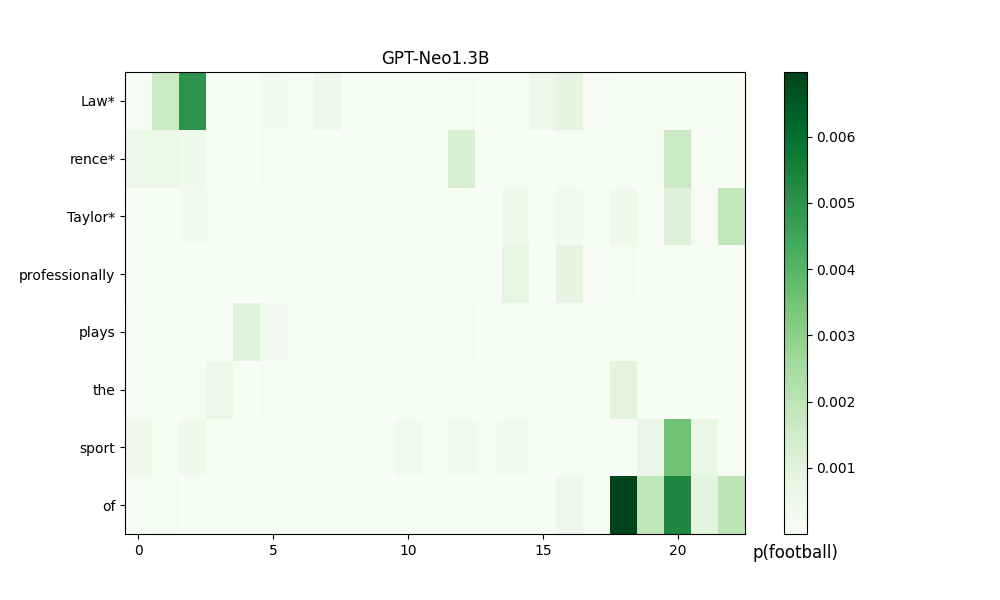 GPT-Neo1.3B
Law*
rence*
Taylor*
professionally
plays
the
sport
of
0 5 10 15 20
0.006
0.005
0.004
0.003
0.002
0.001
p(football)